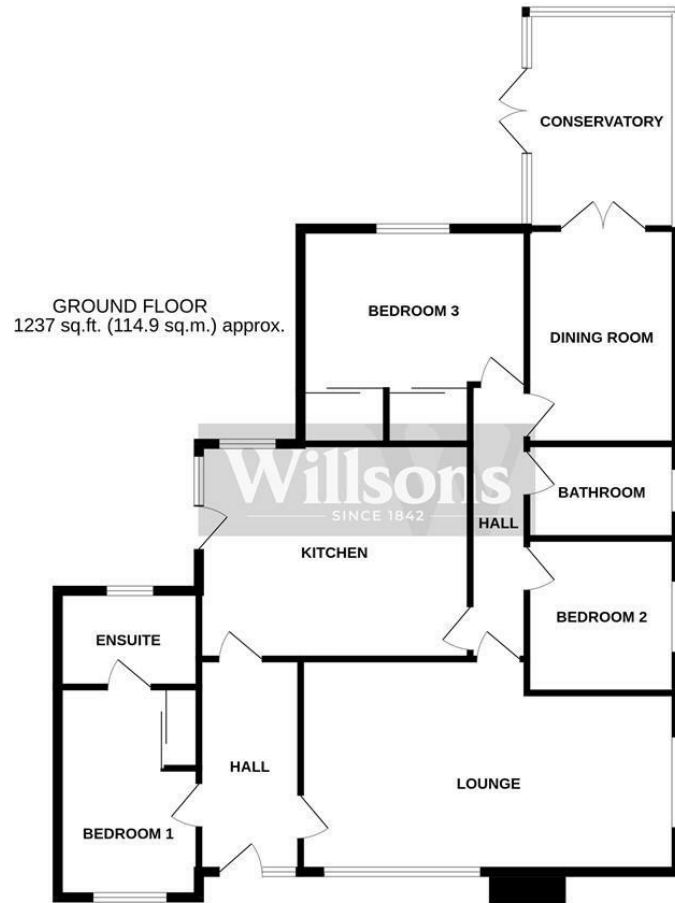 CONSERVATORY
GROUND FLOOR
1237 sq.ft. (114.9 sq.m.) approx.
BEDROOM 3
DINING ROOM
Willsons
SINCE 1842
BATHROOM
HALL
KITCHEN
BEDROOM 2
ENSUITE
HALL
LOUNGE
BEDROOM 1